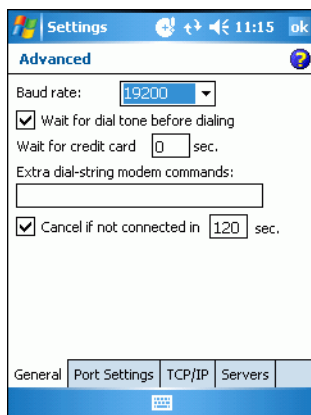 Settings 11:15 ok
Advanced ?
Baud rate: 19200
Wait for dial tone before dialing
Wait for credit card 0 sec.
Extra dial-string modem commands:
Cancel if not connected in 120 sec.
General Port Settings TCP/IP Servers